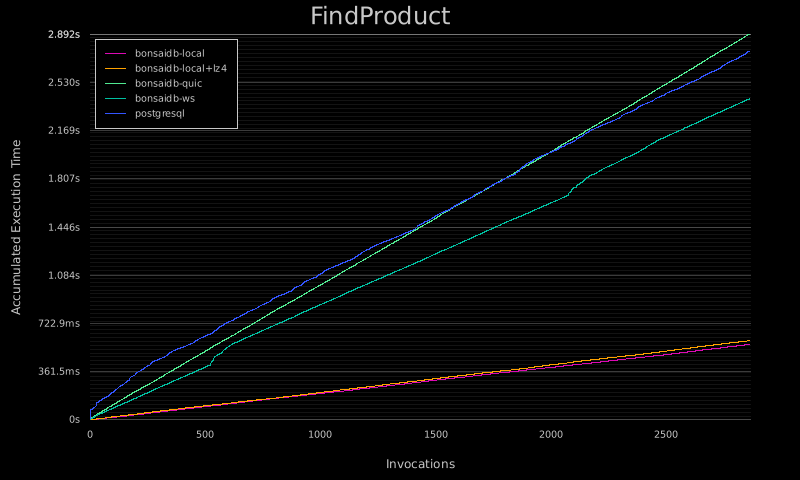 FindProduct
2.892s
2.530s
2.169s
1.807s
1.446s
1.084s
722.9ms
361.5ms
0s
Accumulated Execution Time
bonsaidb-local
bonsaidb-local+lz4
bonsaidb-quic
bonsaidb-ws
postgresql
0 500 1000 1500 2000 2500
Invocations